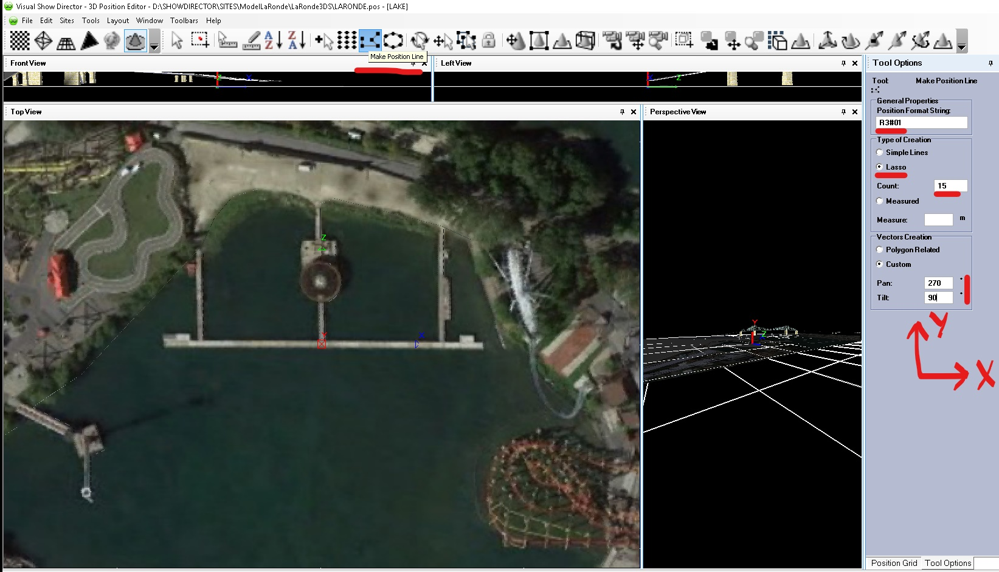 Visual Show Director - 3D Position Editor - D:\SHOWDIRECTOR\SITES\ModelLaRonde\LaRonde3DS\LARONDE.pos - [LAKE]
File Edit Sites Tools Layout Window Toolbars Help
Make Position Line
Front View
Left View
Tool Options
Z X
X Z
Tool: Make Position Line
General Properties
Position Format String:
R3#01
Top View
Perspective View
Type of Creation
Simple Lines
Lasso
Count: 15
Measured
Measure: m
Vectors Creation
Polygon Related
Custom
Pan: 270 °
Tilt: 90 °
Z
Y X
Y
Z
Y
X
Position Grid Tool Options